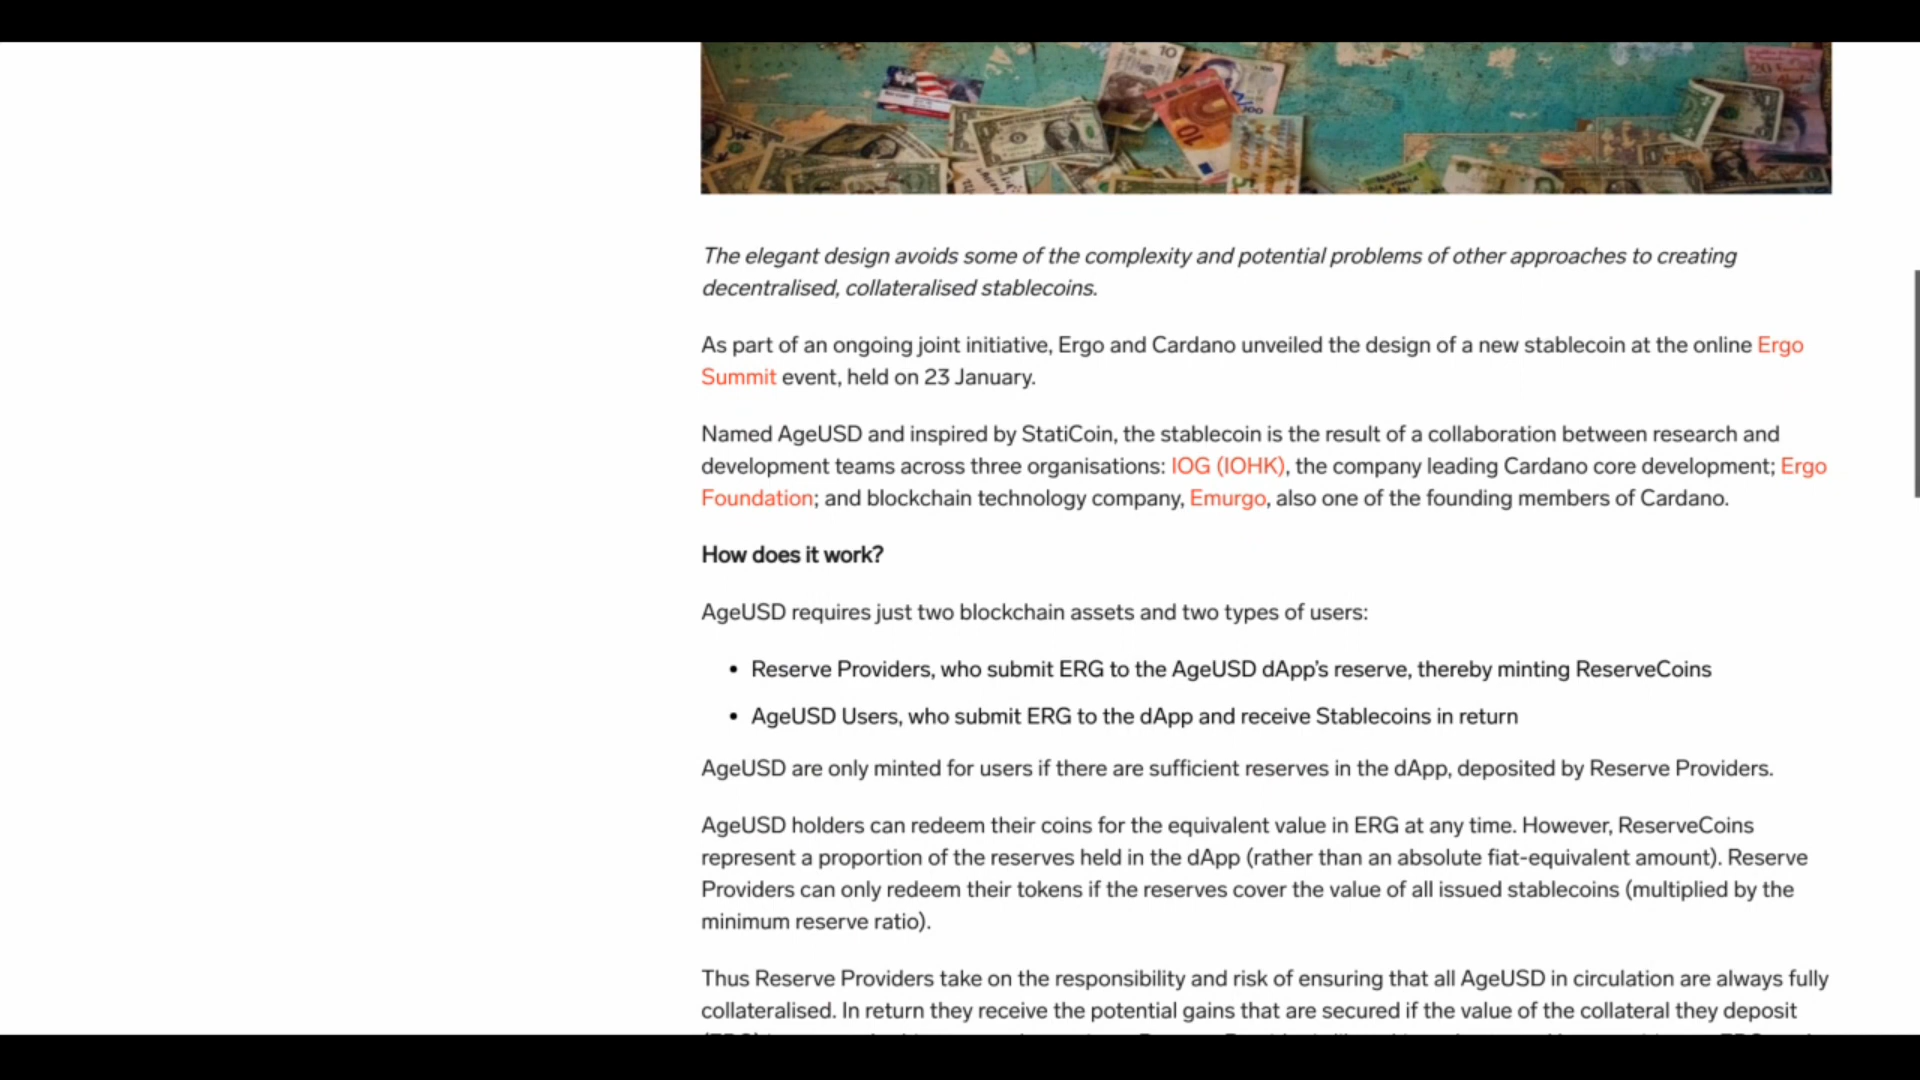 The elegant design avoids some of the complexity and potential problems of other approaches to creating
decentralised, collateralised stablecoins.
As part of an ongoing joint initiative, Ergo and Cardano unveiled the design of a new stablecoin at the online Ergo
Summit event, held on 23 January.
Named AgeUSD and inspired by StatiCoin, the stablecoin is the result of a collaboration between research and
development teams across three organisations: IOG (IOHK), the company leading Cardano core development; Ergo
Foundation; and blockchain technology company, Emurgo, also one of the founding members of Cardano.
How does it work?
AgeUSD requires just two blockchain assets and two types of users:
• Reserve Providers, who submit ERG to the AgeUSD dApp's reserve, thereby minting ReserveCoins
• AgeUSD Users, who submit ERG to the dApp and receive Stablecoins in return
AgeUSD are only minted for users if there are sufficient reserves in the dApp, deposited by Reserve Providers.
AgeUSD holders can redeem their coins for the equivalent value in ERG at any time. However, ReserveCoins
represent a proportion of the reserves held in the dApp (rather than an absolute fiat-equivalent amount). Reserve
Providers can only redeem their tokens if the reserves cover the value of all issued stablecoins (multiplied by the
minimum reserve ratio).
Thus Reserve Providers take on the responsibility and risk of ensuring that all AgeUSD in circulation are always fully
collateralised. In return they receive the potential gains that are secured if the value of the collateral they deposit